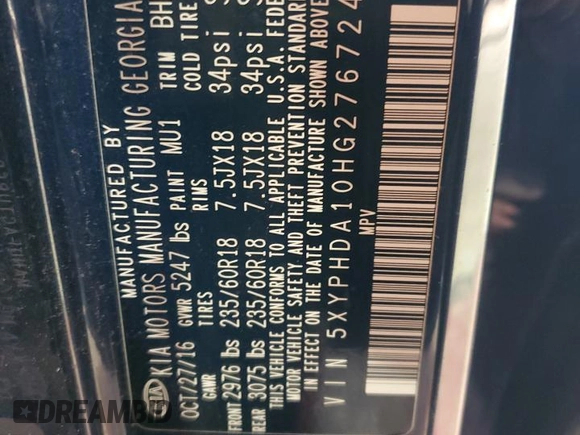 MANUFACTURED BY
KIA KIA MOTORS MANUFACTURING GEORGIA
OCT/27/16 GVWR 5247 lbs PAINT MU1 TRIM BH
GAWR TIRES RIMS COLD TIRE
FRONT 2976 lbs 235/60R18 7.5JX18 34psi
REAR 3075 lbs 235/60R18 7.5JX18 34psi
THIS VEHICLE CONFORMS TO ALL APPLICABLE U.S.A. FEDE
MOTOR VEHICLE SAFETY AND THEFT PREVENTION STANDAR
IN EFFECT ON THE DATE OF MANUFACTURE SHOWN ABOVE
VIN 5XYPHDA10HG276724
MPV
DREAMBID